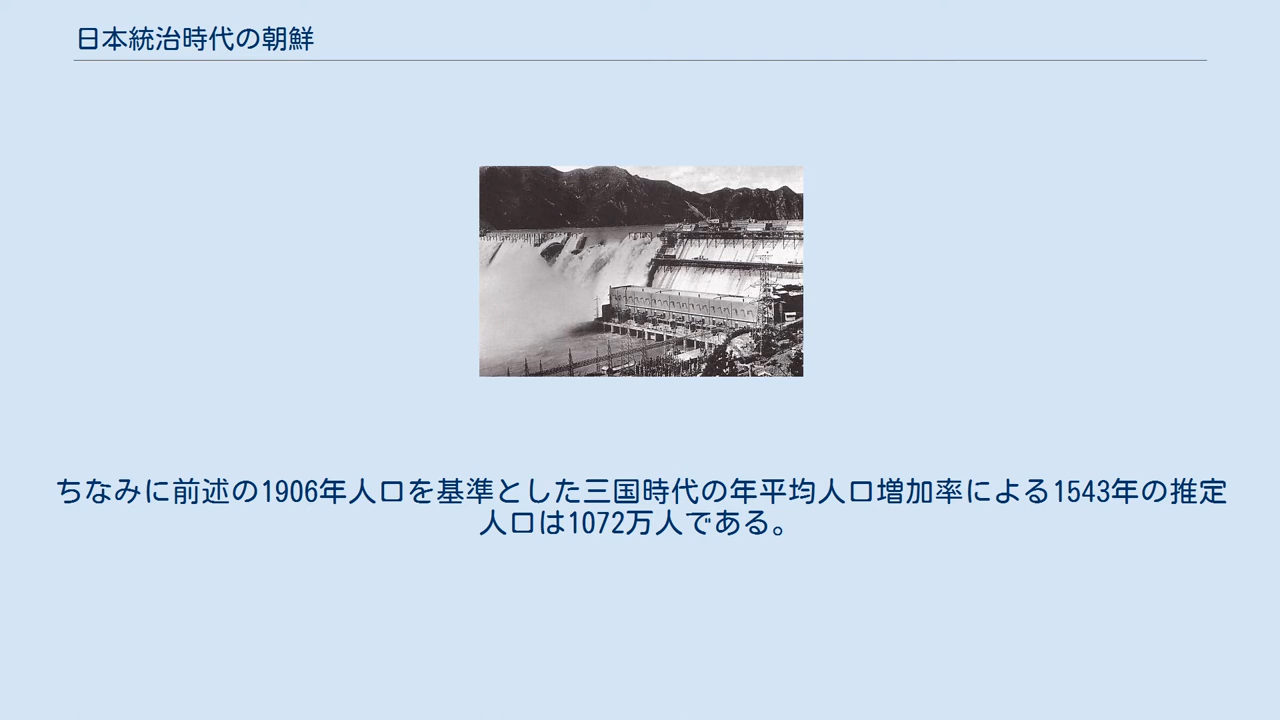 日本統治時代の朝鮮
ちなみに前述の1906年人口を基準とした三国時代の年平均人口増加率による1543年の推定
人口は1072万人である。